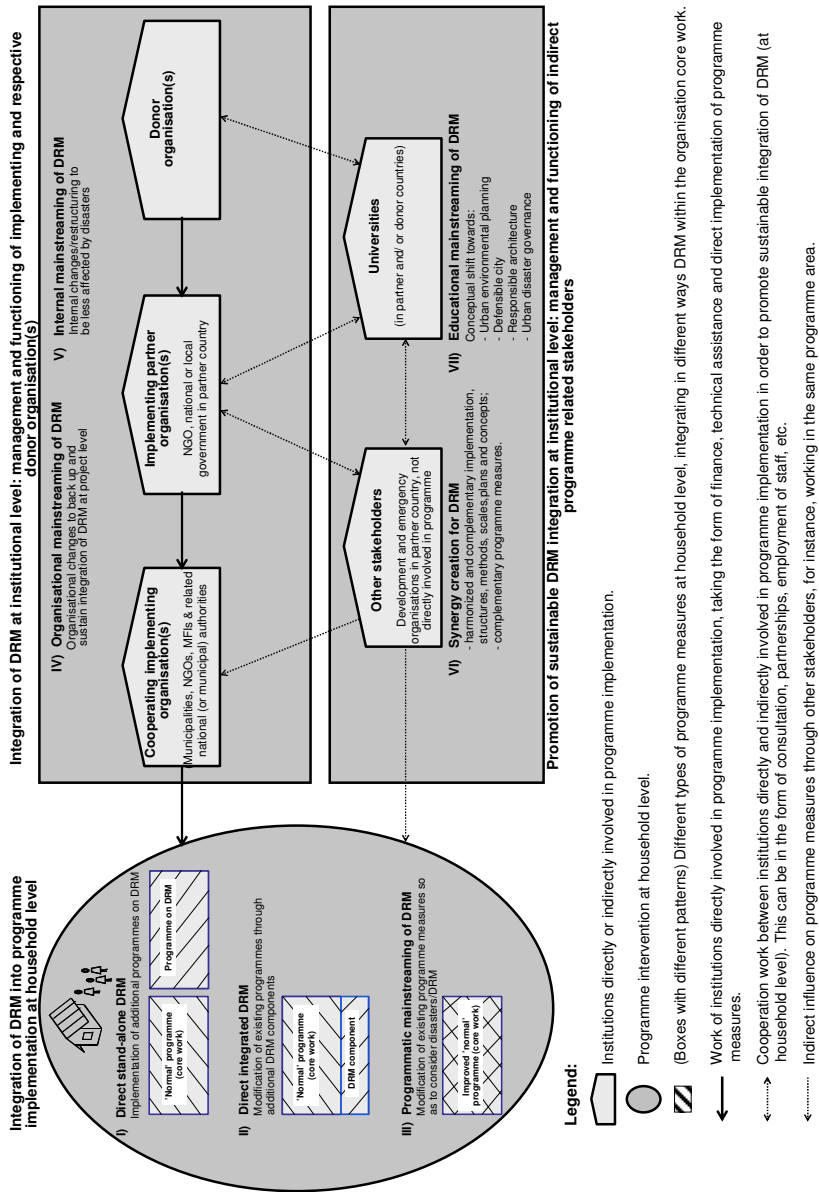 Integration of DRM into programme
implementation at household level
I) Direct stand-alone DRM
Implementation of additional programmes on DRM
'Normal' programme
(core work)
Programme on DRM
II) Direct integrated DRM
Modification of existing programmes through
additional DRM components
'Normal' programme
(core work)
DRM component
III) Programmatic mainstreaming of DRM
Modification of existing programme measures so
as to consider disasters/DRM
Improved 'normal'
programme (core work)
Integration of DRM at institutional level: management and functioning of implementing and respective
donor organisation(s)
IV) Organisational mainstreaming of DRM
Organisational changes to back up and
sustain integration of DRM at project level
V) Internal mainstreaming of DRM
Internal changes/restructuring to
be less affected by disasters
Cooperating implementing
organisation(s)
(Municipalities, NGOs, MFIs & related
national (or municipal) authorities
Implementing partner
organisation(s)
NGO, national or local
government in partner country
Donor
organisation(s)
Other stakeholders
Development and emergency
organisations in partner country, not
directly involved in programme
Universities
(in partner and/ or donor countries)
VI) Synergy creation for DRM
- harmonized and complementary implementation,
structures, methods, scales,plans and concepts;
- complementary programme measures.
VII) Educational mainstreaming of DRM
Conceptual shift towards:
- Urban environmental planning
- Defensible city
- Responsible architecture
- Urban disaster governance
Promotion of sustainable DRM integration at institutional level: management and functioning of indirect
programme related stakeholders
Legend:
Institutions directly or indirectly involved in programme implementation.
Programme intervention at household level.
(Boxes with different patterns) Different types of programme measures at household level, integrating in different ways DRM within the organisation core work.
Work of institutions directly involved in programme implementation, taking the form of finance, technical assistance and direct implementation of programme
measures.
Cooperation work between institutions directly and indirectly involved in programme implementation in order to promote sustainable integration of DRM (at
household level). This can be in the form of consultation, partnerships, employment of staff, etc.
Indirect influence on programme measures through other stakeholders, for instance, working in the same programme area.